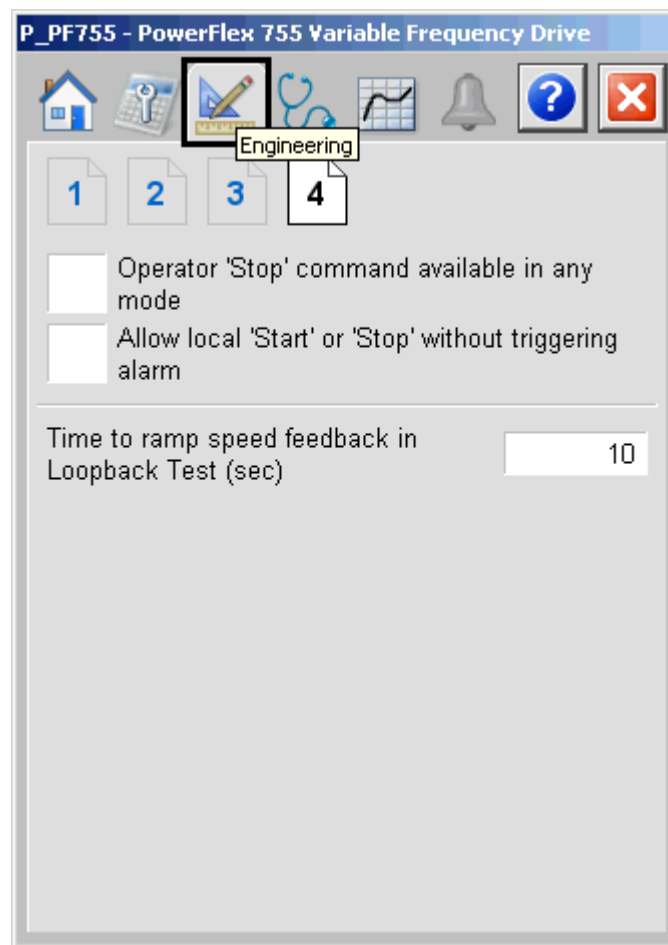 P_PF755 - PowerFlex 755 Variable Frequency Drive
?
Engineering
1 2 3 4
Operator 'Stop' command available in any
mode
Allow local 'Start' or 'Stop' without triggering
alarm
Time to ramp speed feedback in
Loopback Test (sec)
10